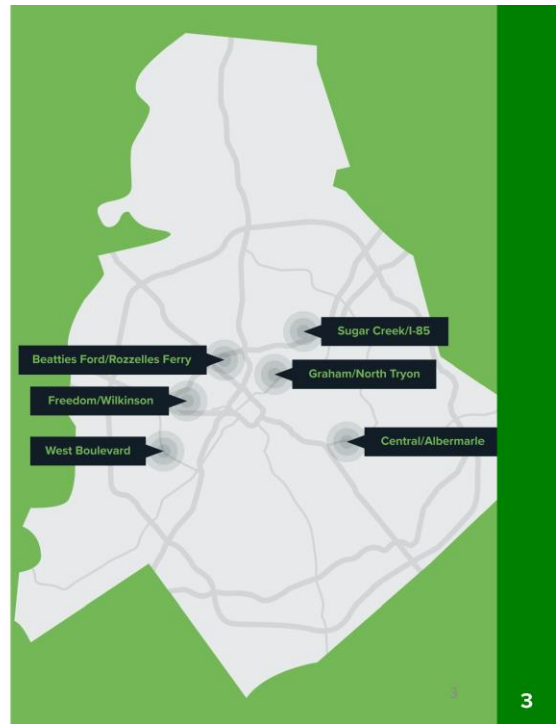 Sugar Creek/I-85
Beatties Ford/Rozzelles Ferry
Graham/North Tryon
Freedom/Wilkinson
Central/Albermarle
West Boulevard
3
3